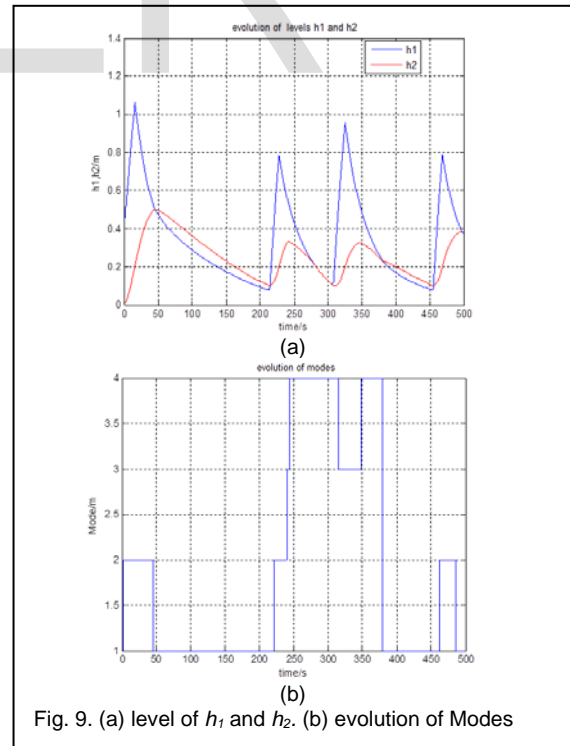 evolution of levels h1 and h2
1.4
1.2
1
0.8
0.6
0.4
0.2
0
h1,h2/m
h1
h2
0 50 100 150 200 250 300 350 400 450 500
time/s
(a)
evolution of modes
4
3.5
3
2.5
2
1.5
1
Mode/m
0 50 100 150 200 250 300 350 400 450 500
time/s
(b)
Fig. 9. (a) level of h1 and h2. (b) evolution of Modes